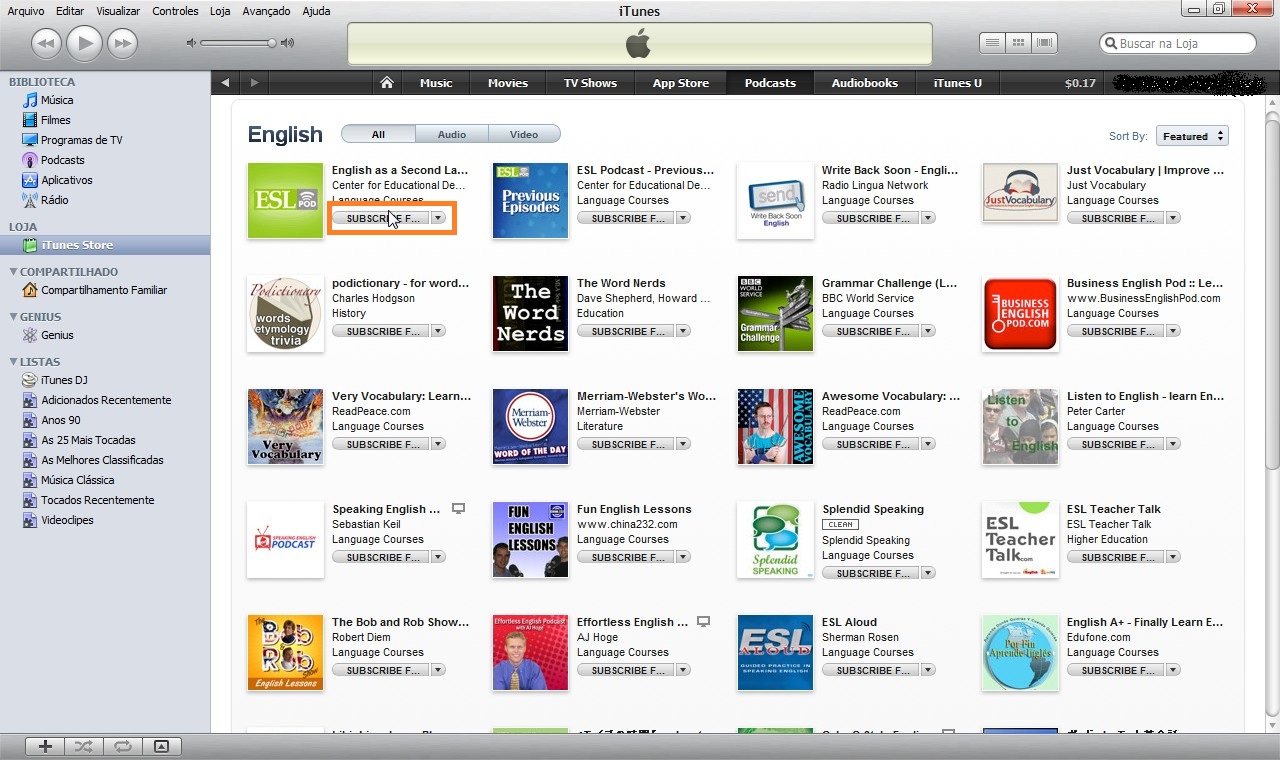 Arquivo Editar Visualizar Controles Loja Avançado Ajuda
iTunes
Buscar na Loja
BIBLIOTECA
Música
Filmes
Programas de TV
Podcasts
Aplicativos
Rádio
LOJA
iTunes Store
COMPARTILHADO
Compartilhamento Familiar
GENIUS
Genius
LISTAS
iTunes DJ
Adicionados Recentemente
André
As 25 Mais Tocadas
As Melhores Classificadas
Música Clássica
Tocados Recentemente
Videoclipes
Music Movies TV Shows App Store Podcasts Audiobooks iTunes U $0.17
English All Audio Video Sort By: Featured
ESL POD
English as a Second La...
Center for Educational De...
Language Courses
SUBSCRIBE F...
ESL
Previous
Episodes
ESL Podcast - Previous...
Center for Educational De...
Language Courses
SUBSCRIBE F...
send
Write Back Soon
English
Write Back Soon - Engli...
Radio Lingua Network
Language Courses
SUBSCRIBE F...
JustVocabulary
Just Vocabulary | Improve ...
Just Vocabulary
Language Courses
SUBSCRIBE F...
Podictionary
words
etymology
trivia
podictionary - for word...
Charles Hodgson
History
SUBSCRIBE F...
The
Word
Nerds
The Word Nerds
Dave Shepherd, Howard ...
Education
SUBSCRIBE F...
BBC
WORLD
SERVICE
Grammar
Challenge
Grammar Challenge (L...
BBC World Service
Language Courses
SUBSCRIBE F...
BUSINESS
ENGLISH
POD.COM
Business English Pod :: Le...
www.BusinessEnglishPod.com
Language Courses
SUBSCRIBE F...
Very
Vocabulary
Very Vocabulary: Learn...
ReadPeace.com
Language Courses
SUBSCRIBE F...
Merriam-
Webster
WORD OF THE DAY
Merriam-Webster's Wo...
Merriam-Webster
Literature
SUBSCRIBE F...
AWESOME
VOCABULARY
Awesome Vocabulary: ...
ReadPeace.com
Language Courses
SUBSCRIBE F...
Listen
to
English
Listen to English - learn En...
Peter Carter
Language Courses
SUBSCRIBE F...
SPEAKING ENGLISH
PODCAST
Speaking English ...
Sebastian Keil
Language Courses
SUBSCRIBE F...
FUN
ENGLISH
LESSONS
Fun English Lessons
www.china232.com
Language Courses
SUBSCRIBE F...
Splendid
SPEAKING
Splendid Speaking
CLEAN
Splendid Speaking
Language Courses
SUBSCRIBE F...
ESL
Teacher
Talk.com
ESL Teacher Talk
ESL Teacher Talk
Higher Education
SUBSCRIBE F...
The
Bob
Rob
Show
English Lessons
The Bob and Rob Show...
Robert Diem
Language Courses
SUBSCRIBE F...
Effortless English Podcast
with AJ Hoge
Effortless English ...
AJ Hoge
Language Courses
SUBSCRIBE F...
ESL
ALOUD
GUIDED PRACTICE IN
SPEAKING ENGLISH
ESL Aloud
Sherman Rosen
Language Courses
SUBSCRIBE F...
Por Fin
Aprende Inglés
English A+ - Finally Learn E...
Edufone.com
Language Courses
SUBSCRIBE F...